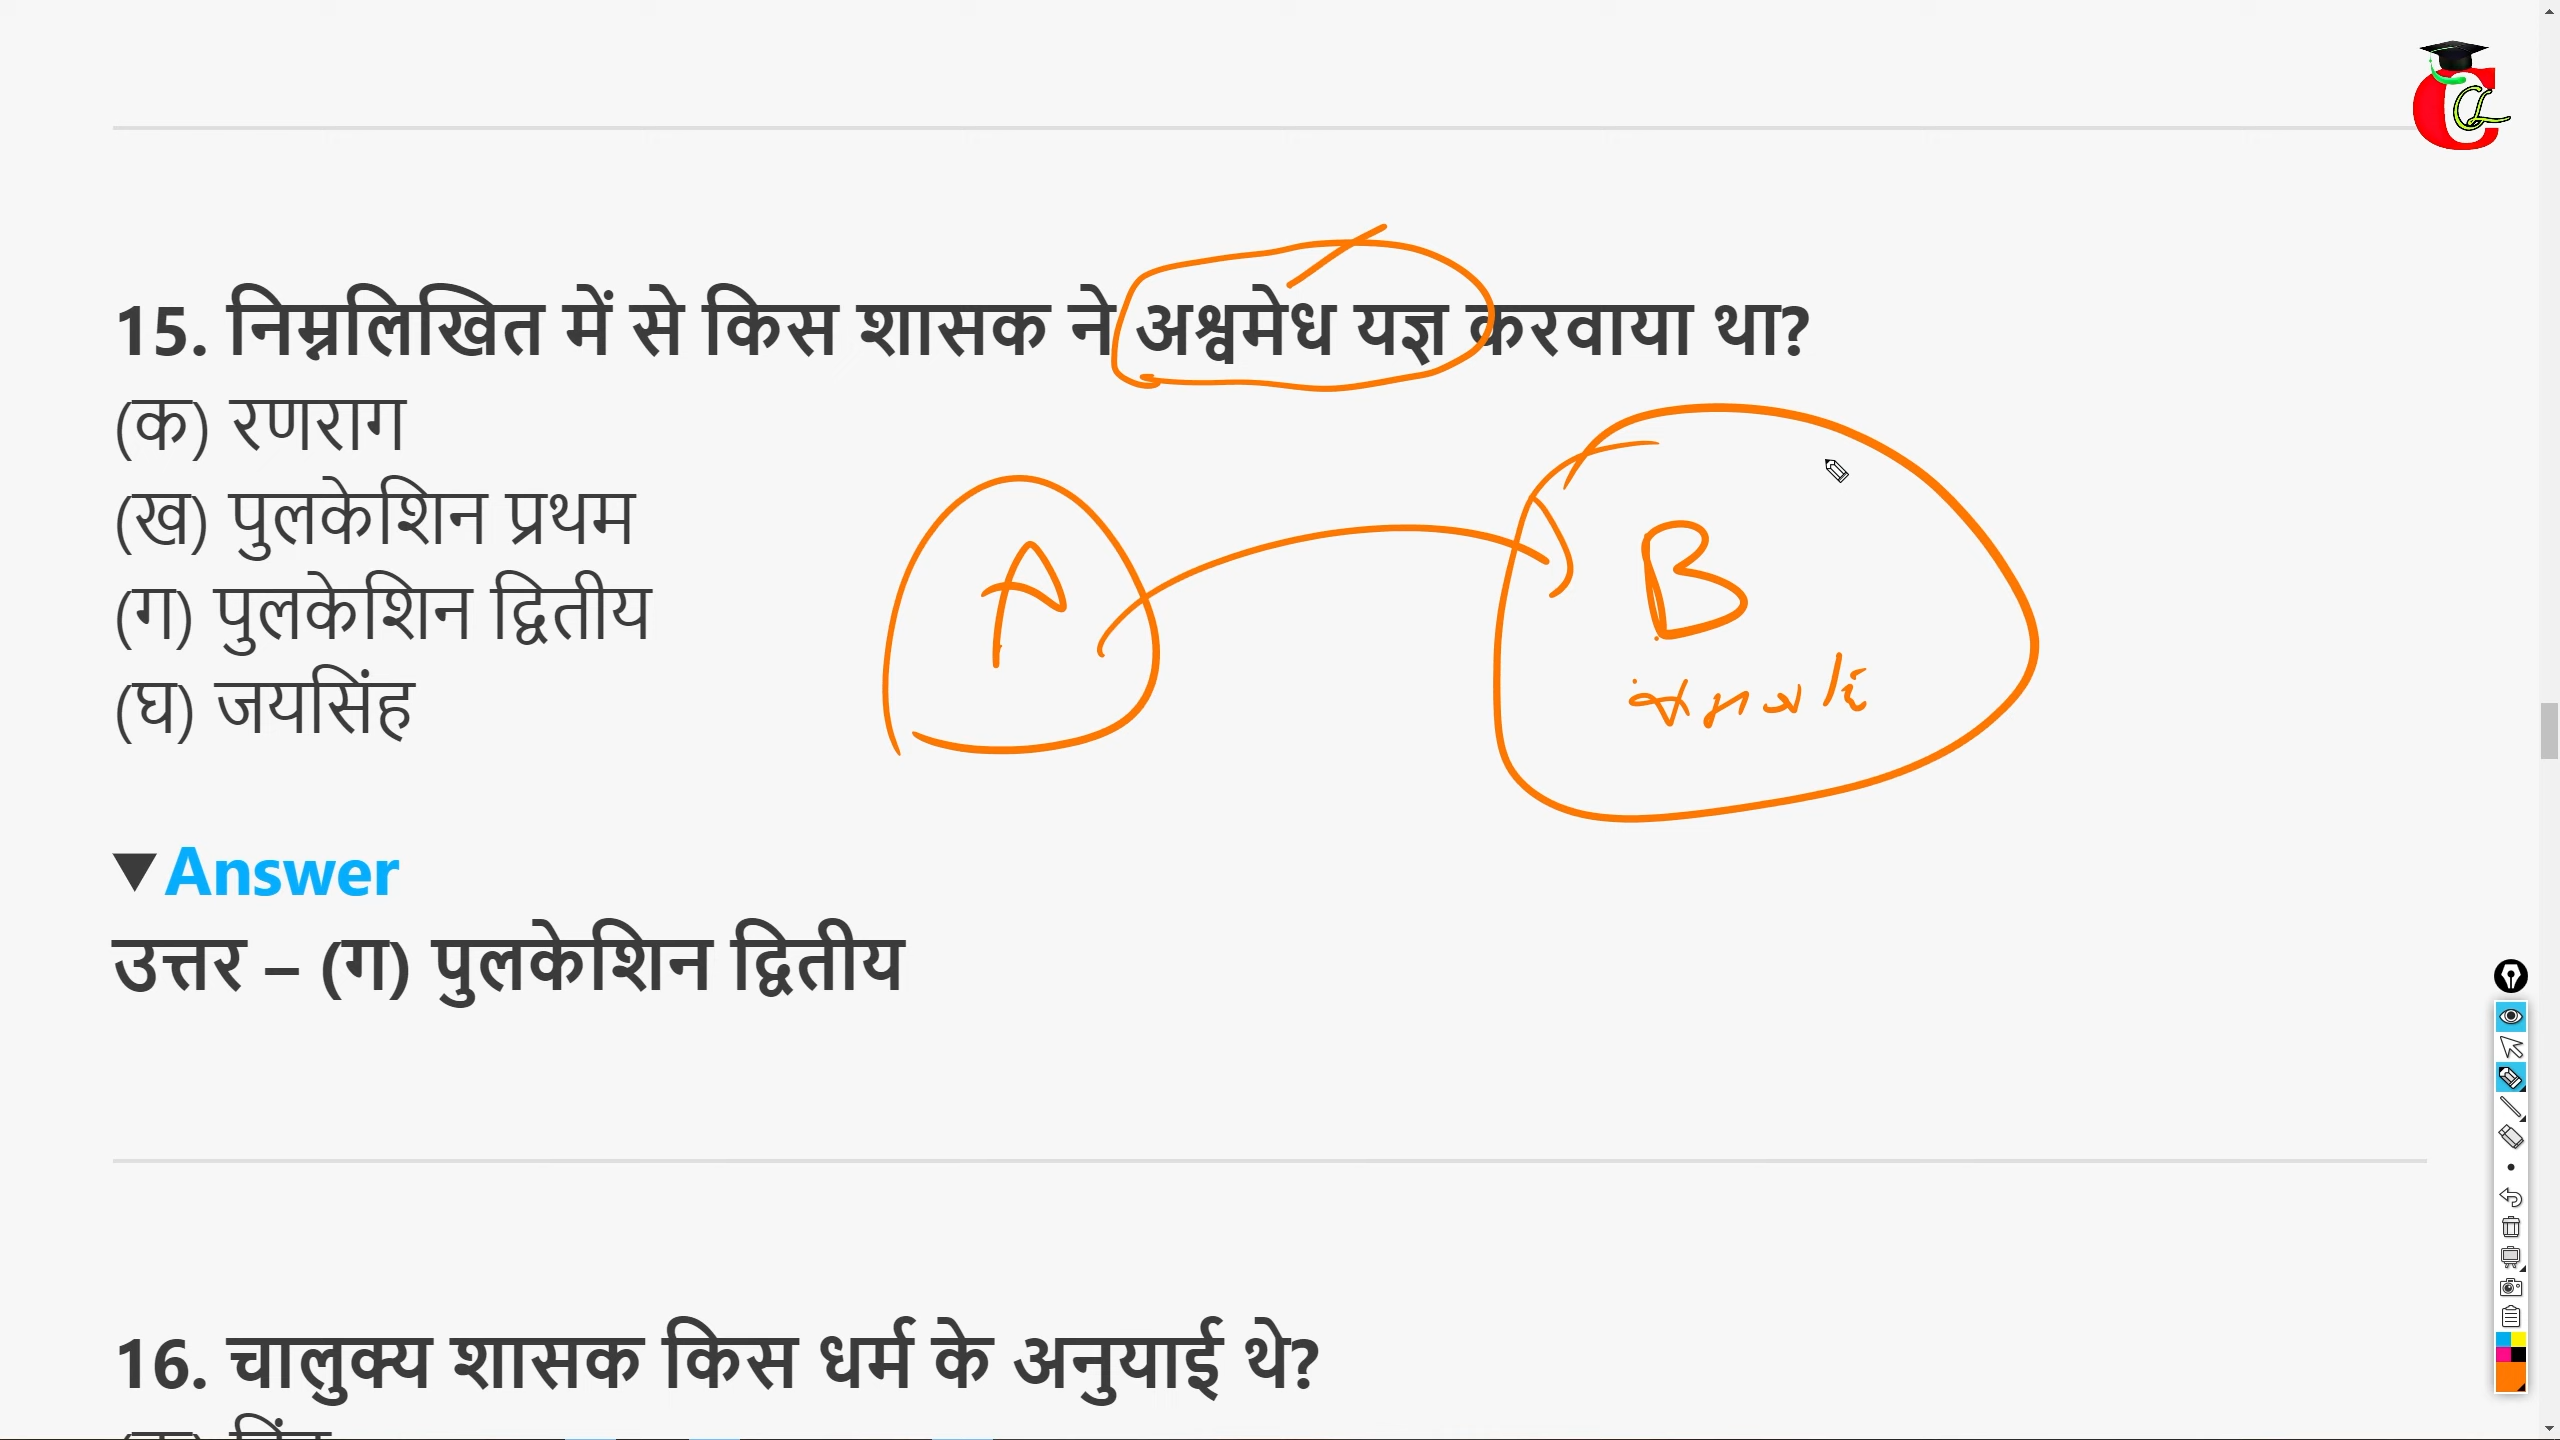 15. निम्नलिखित में से किस शासक ने अश्वमेध यज्ञ करवाया था?
(क) रणराग
(ख) पुलकेशिन प्रथम
(ग) पुलकेशिन द्वितीय
(घ) जयसिंह
A
B
Answer
उत्तर – (ग) पुलकेशिन द्वितीय
16. चालुक्य शासक किस धर्म के अनुयाई थे?